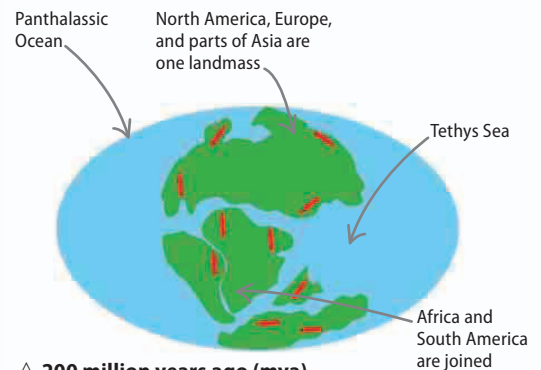 Panthalassic
Ocean
North America, Europe,
and parts of Asia are
one landmass
Tethys Sea
Africa and
South America
are joined
△ 200 million years ago (mya)